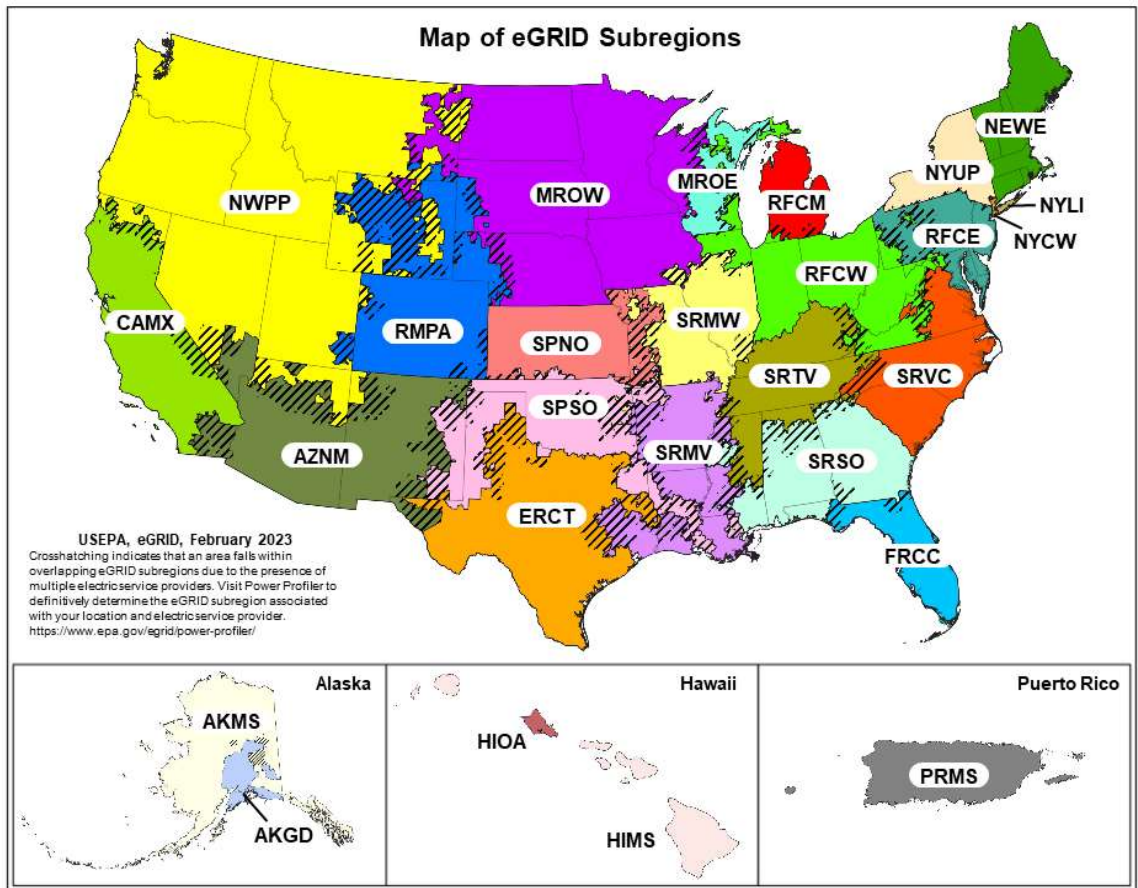 Map of eGRID Subregions
NEWE
NYUP
MROE
NWPP
MROW
RFCM
NYLI
NYCW
RFCE
RFCW
CAMX
RMPA
SPNO
SRMW
SRTV
SRVC
SPSO
AZNM
SRMV
SRSO
ERCT
FRCC
USEPA, eGRID, February 2023
Crosshatching indicates that an area falls within
overlapping eGRID subregions due to the presence of
multiple electric service providers. Visit Power Profiler to
definitively determine the eGRID subregion associated
with your location and electric service provider.
https://www.epa.gov/egrid/power-profiler/
Alaska
AKMS
AKGD
Hawaii
HIOA
HIMS
Puerto Rico
PRMS